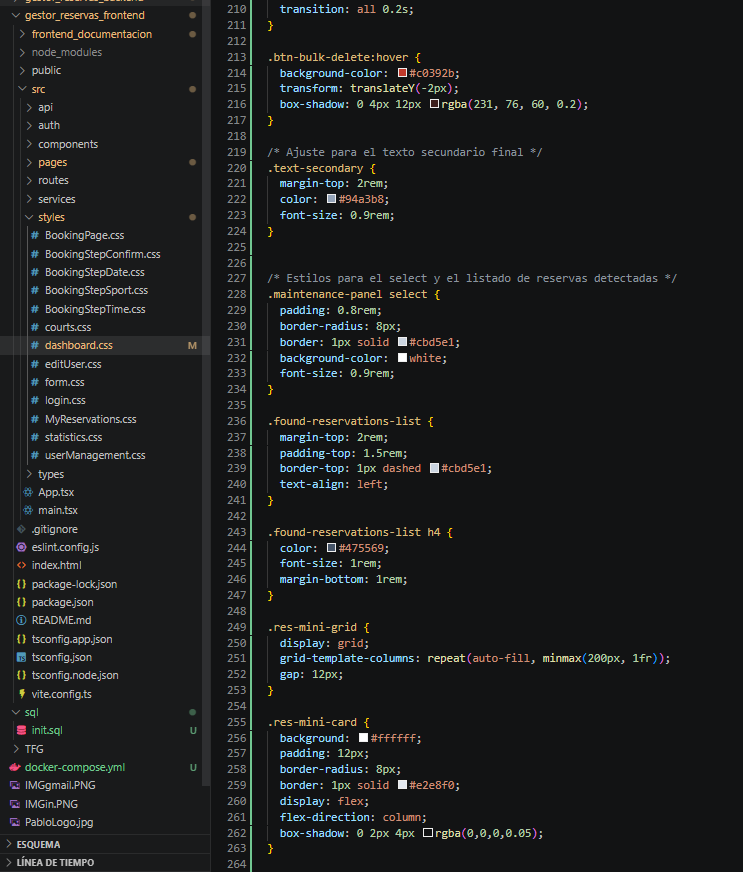 gestor_reservas_frontend
frontend_documentacion
node_modules
public
src
api
auth
components
pages
routes
services
styles
BookingPage.css
BookingStepConfirm.css
BookingStepDate.css
BookingStepSport.css
BookingStepTime.css
courts.css
dashboard.css M
editUser.css
form.css
login.css
MyReservations.css
statistics.css
userManagement.css
types
App.tsx
main.tsx
.gitignore
eslint.config.js
index.html
package-lock.json
package.json
README.md
tsconfig.app.json
tsconfig.json
tsconfig.node.json
vite.config.ts
sql
init.sql U
TFG
docker-compose.yml U
IMGgmail.PNG
IMGin.PNG
PabloLogo.jpg
ESQUEMA
LÍNEA DE TIEMPO
210 transition: all 0.2s;
211 }
212
213 .btn-bulk-delete:hover {
214 background-color: #c0392b;
215 transform: translateY(-2px);
216 box-shadow: 0 4px 12px rgba(231, 76, 60, 0.2);
217 }
218
219 /* Ajuste para el texto secundario final */
220 .text-secondary {
221 margin-top: 2rem;
222 color: #94a3b8;
223 font-size: 0.9rem;
224 }
225
226
227 /* Estilos para el select y el listado de reservas detectadas */
228 .maintenance-panel select {
229 padding: 0.8rem;
230 border-radius: 8px;
231 border: 1px solid #cbd5e1;
232 background-color: white;
233 font-size: 0.9rem;
234 }
235
236 .found-reservations-list {
237 margin-top: 2rem;
238 padding-top: 1.5rem;
239 border-top: 1px dashed #cbd5e1;
240 text-align: left;
241 }
242
243 .found-reservations-list h4 {
244 color: #475569;
245 font-size: 1rem;
246 margin-bottom: 1rem;
247 }
248
249 .res-mini-grid {
250 display: grid;
251 grid-template-columns: repeat(auto-fill, minmax(200px, 1fr));
252 gap: 12px;
253 }
254
255 .res-mini-card {
256 background: #ffffff;
257 padding: 12px;
258 border-radius: 8px;
259 border: 1px solid #e2e8f0;
260 display: flex;
261 flex-direction: column;
262 box-shadow: 0 2px 4px rgba(0,0,0,0.05);
263 }
264